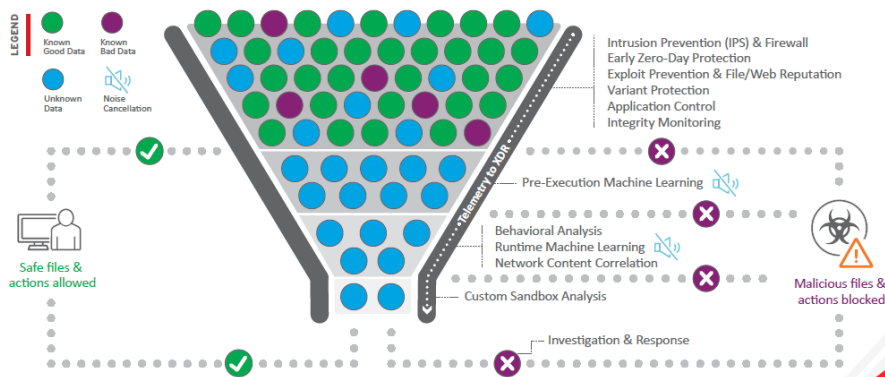 LEGEND
Known
Good Data
Known
Bad Data
Unknown
Data
Noise
Cancellation
Intrusion Prevention (IPS) & Firewall
Early Zero-Day Protection
Exploit Prevention & File/Web Reputation
Variant Protection
Application Control
Integrity Monitoring
Telemetry to XDR
Pre-Execution Machine Learning
Behavioral Analysis
Runtime Machine Learning
Network Content Correlation
Custom Sandbox Analysis
Safe files &
actions allowed
Malicious files &
actions blocked
Investigation & Response